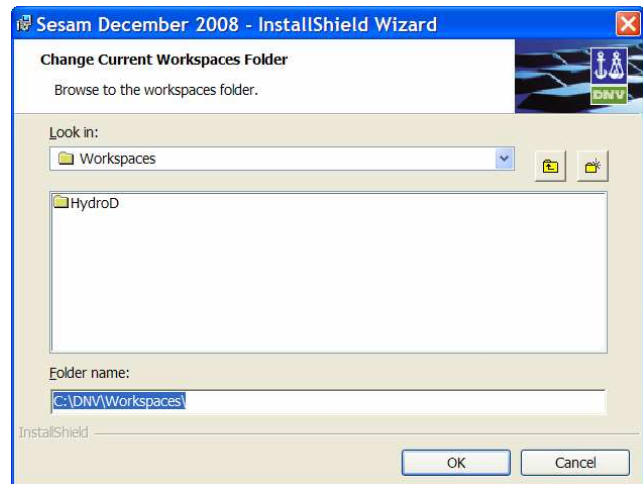 Sesam December 2008 - InstallShield Wizard
Change Current Workspaces Folder
Browse to the workspaces folder.
DNV
Look in:
Workspaces
HydroD
Folder name:
C:\DNV\Workspaces\
InstallShield
OK
Cancel